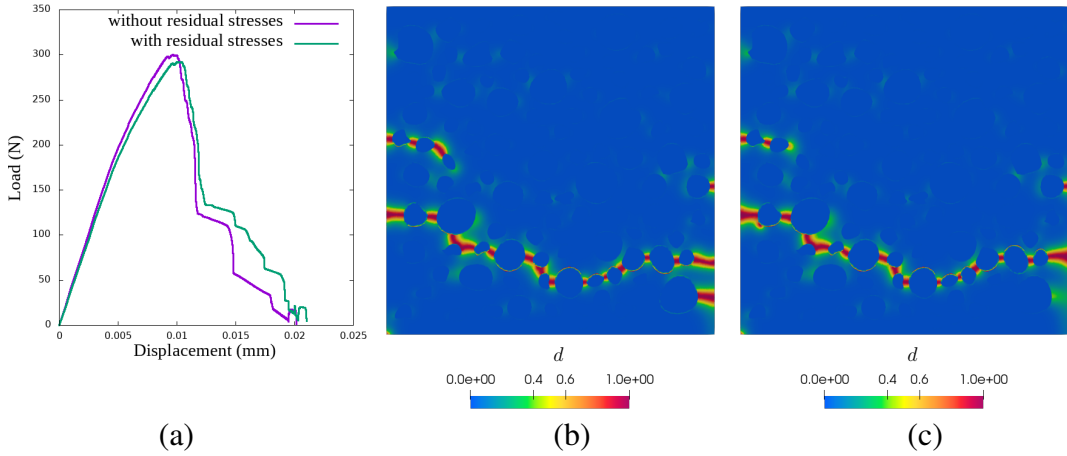 without residual stresses
with residual stresses
350
300
250
200
150
100
50
0
Load (N)
0
0.005
0.01
0.015
0.02
0.025
Displacement (mm)
d
0.0e+00 0.4 0.6 1.0e+00
d
0.0e+00 0.4 0.6 1.0e+00
(a) (b) (c)